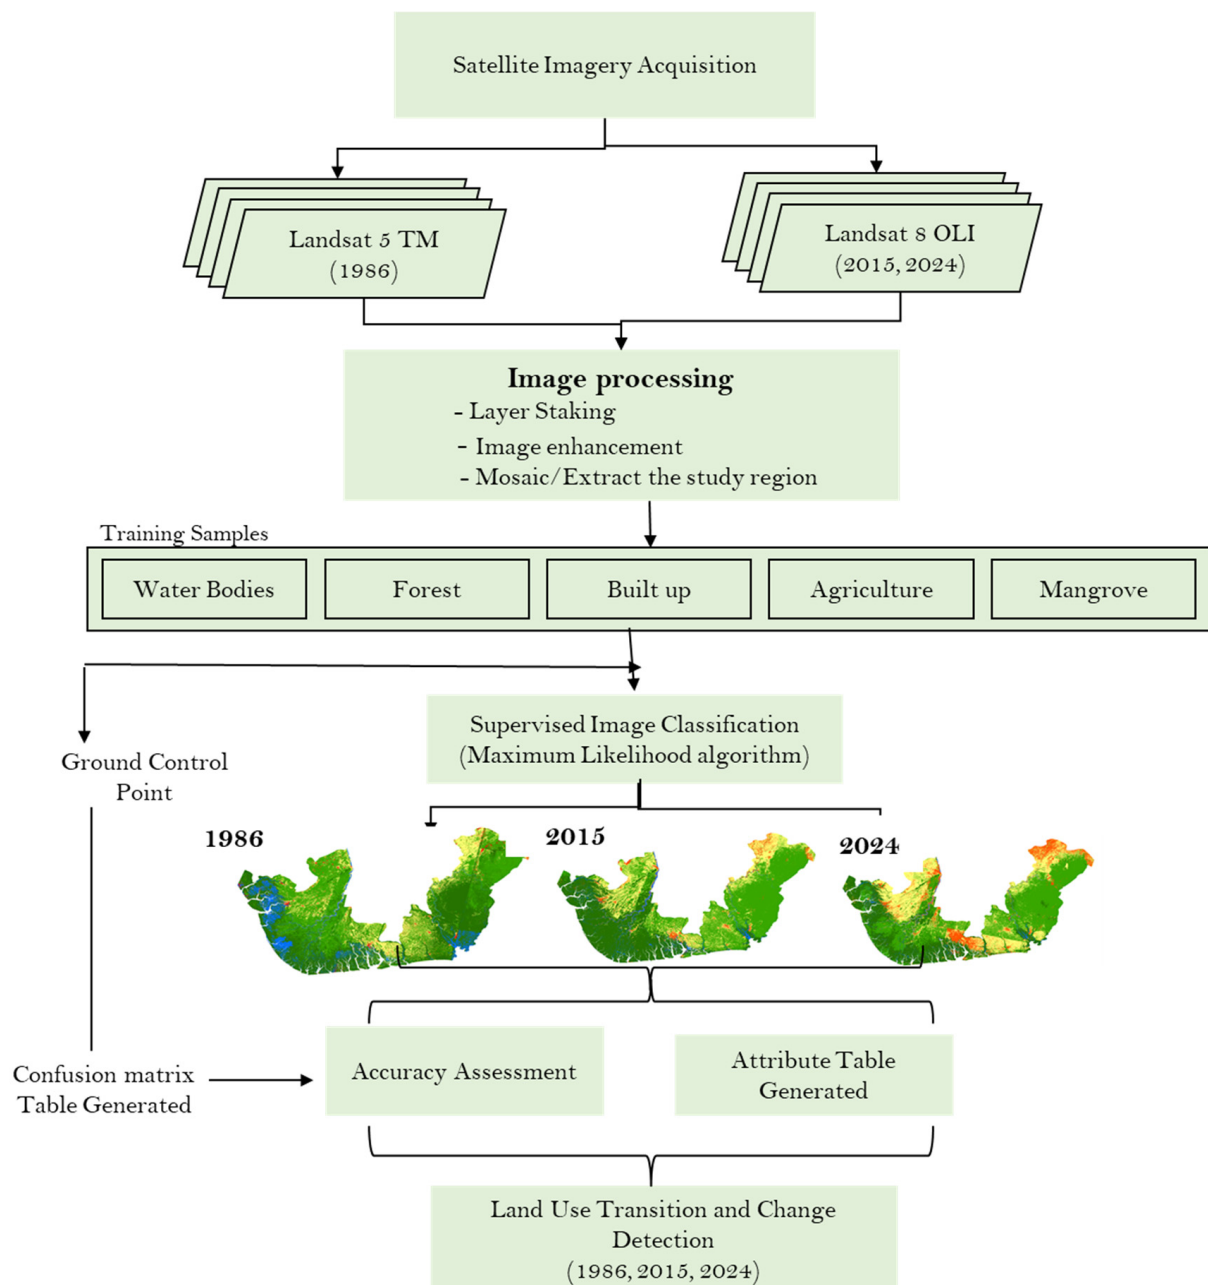 Satellite Imagery Acquisition
Landsat 5 TM
(1986)
Landsat 8 OLI
(2015, 2024)
Image processing
- Layer Staking
- Image enhancement
- Mosaic/Extract the study region
Training Samples
Water Bodies
Forest
Built up
Agriculture
Mangrove
Supervised Image Classification
(Maximum Likelihood algorithm)
Ground Control
Point
1986
2015
2024
Accuracy Assessment
Attribute Table
Generated
Confusion matrix
Table Generated
Land Use Transition and Change
Detection
(1986, 2015, 2024)